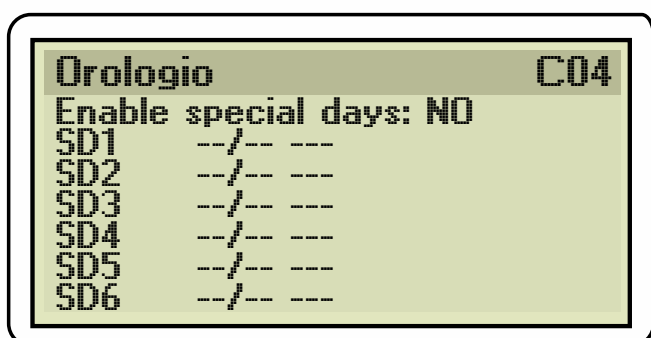 Orologio C04
Enable special days: NO
SD1 --/-- ---
SD2 --/-- ---
SD3 --/-- ---
SD4 --/-- ---
SD5 --/-- ---
SD6 --/-- ---